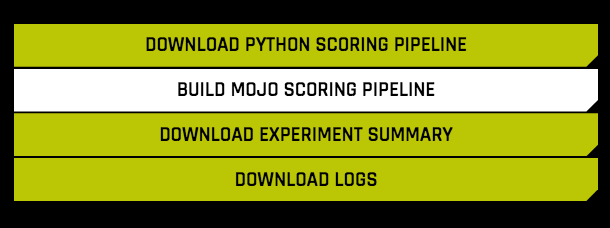 DOWNLOAD PYTHON SCORING PIPELINE
BUILD MOJO SCORING PIPELINE
DOWNLOAD EXPERIMENT SUMMARY
DOWNLOAD LOGS